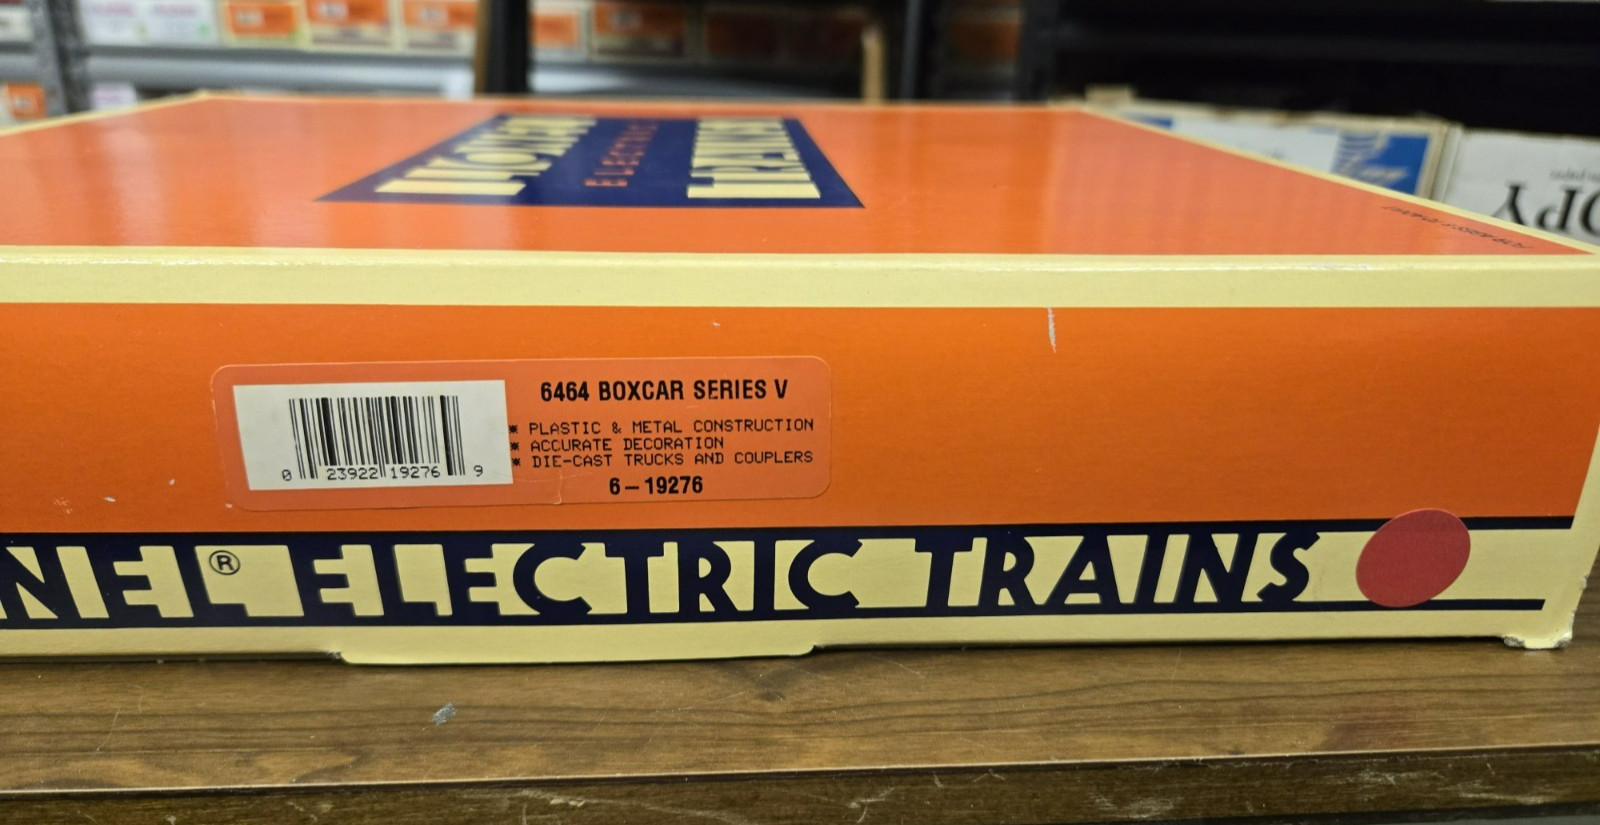 LIONEL
ELECTRIC
TRAINS
OPY
6464 BOXCAR SERIES V
* PLASTIC & METAL CONSTRUCTION
* ACCURATE DECORATION
* DIE-CAST TRUCKS AND COUPLERS
6-19276
0 23922 19276 9
NEL® ELECTRIC TRAINS